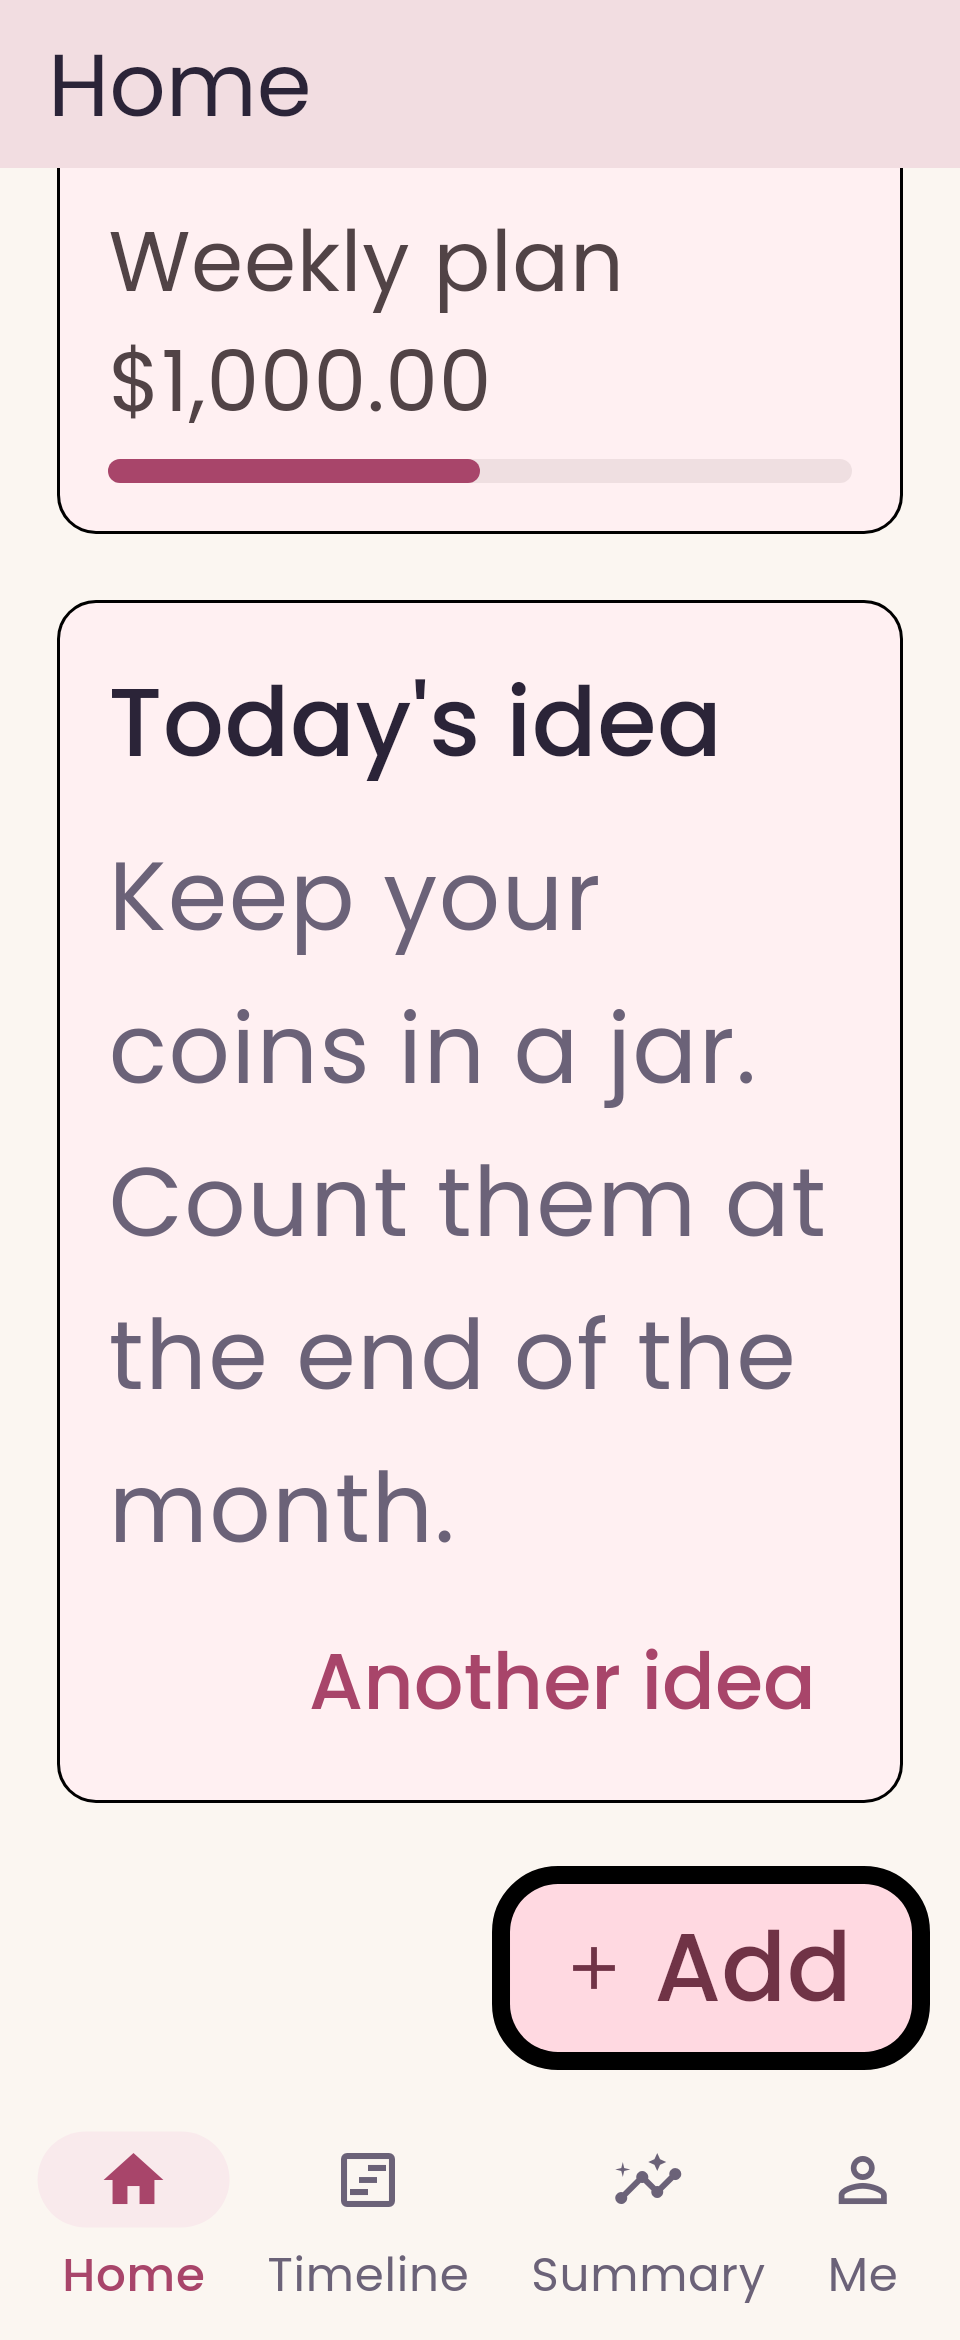 Home
Weekly plan
$1,000.00
Today's idea
Keep your
coins in a jar.
Count them at
the end of the
month.
Another idea
+ Add
Home
Timeline
Summary
Me